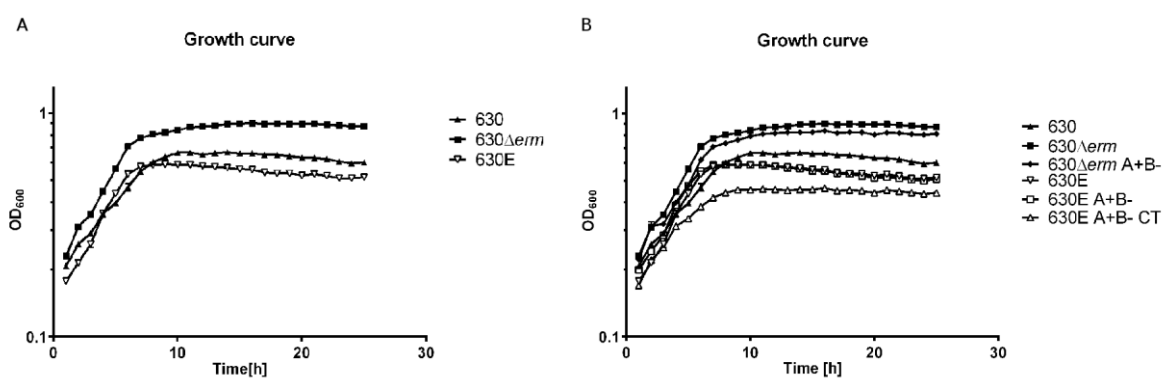 A
Growth curve
OD600
1
0.1
0
10
20
30
Time[h]
630
630Δerm
630E
B
Growth curve
OD600
1
0.1
0
10
20
30
Time [h]
630
630Δerm
630Δerm A+B-
630E
630E A+B-
630E A+B- CT